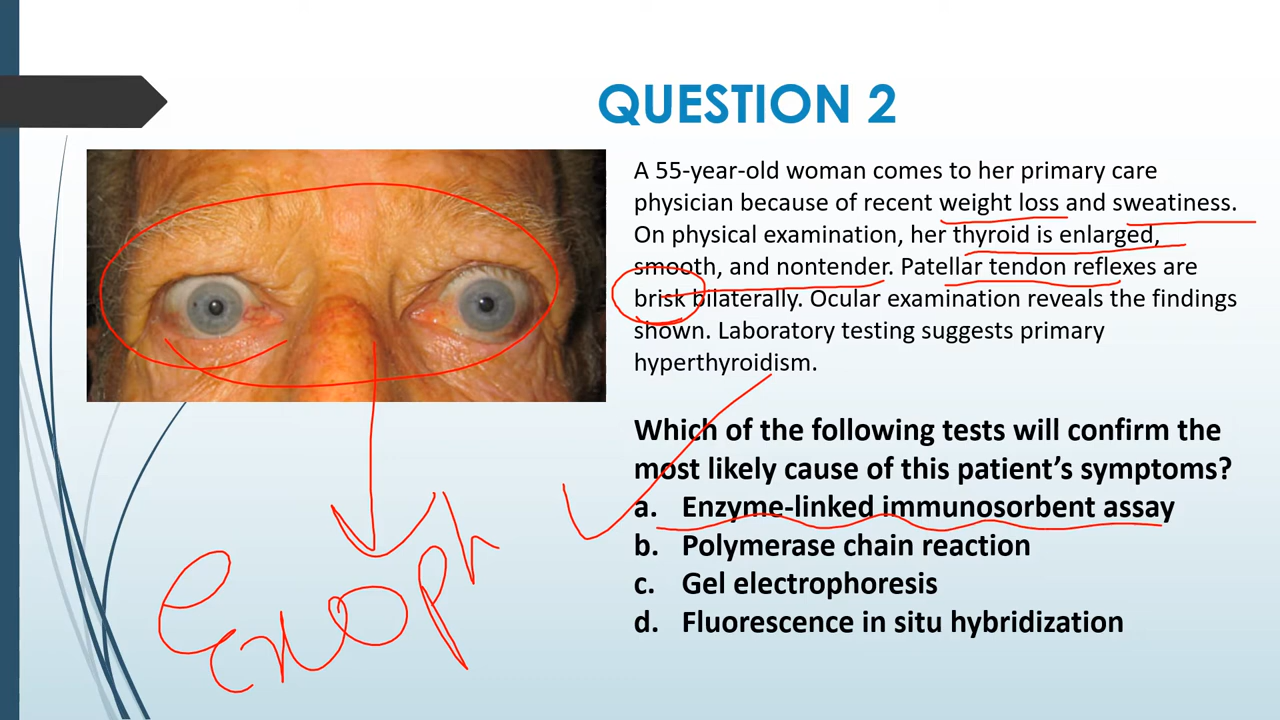 QUESTION 2
A 55-year-old woman comes to her primary care
physician because of recent weight loss and sweatiness.
On physical examination, her thyroid is enlarged,
smooth, and nontender. Patellar tendon reflexes are
brisk bilaterally. Ocular examination reveals the findings
shown. Laboratory testing suggests primary
hyperthyroidism.
Which of the following tests will confirm the
most likely cause of this patient's symptoms?
a. Enzyme-linked immunosorbent assay
b. Polymerase chain reaction
c. Gel electrophoresis
d. Fluorescence in situ hybridization
Exoph